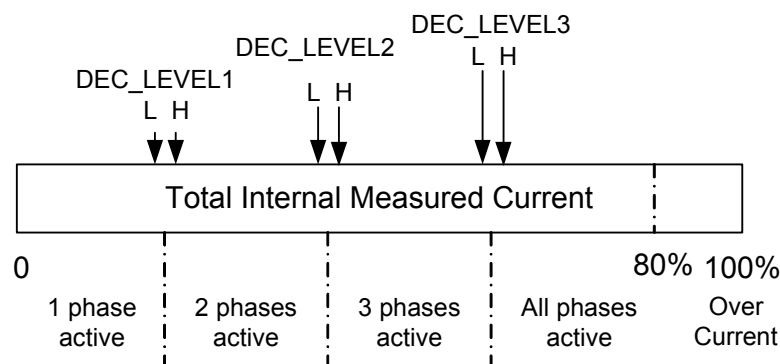 DEC_LEVEL3
L H
DEC_LEVEL2
L H
DEC_LEVEL1
L H
Total Internal Measured Current
0
80%
100%
1 phase
active
2 phases
active
3 phases
active
All phases
active
Over
Current